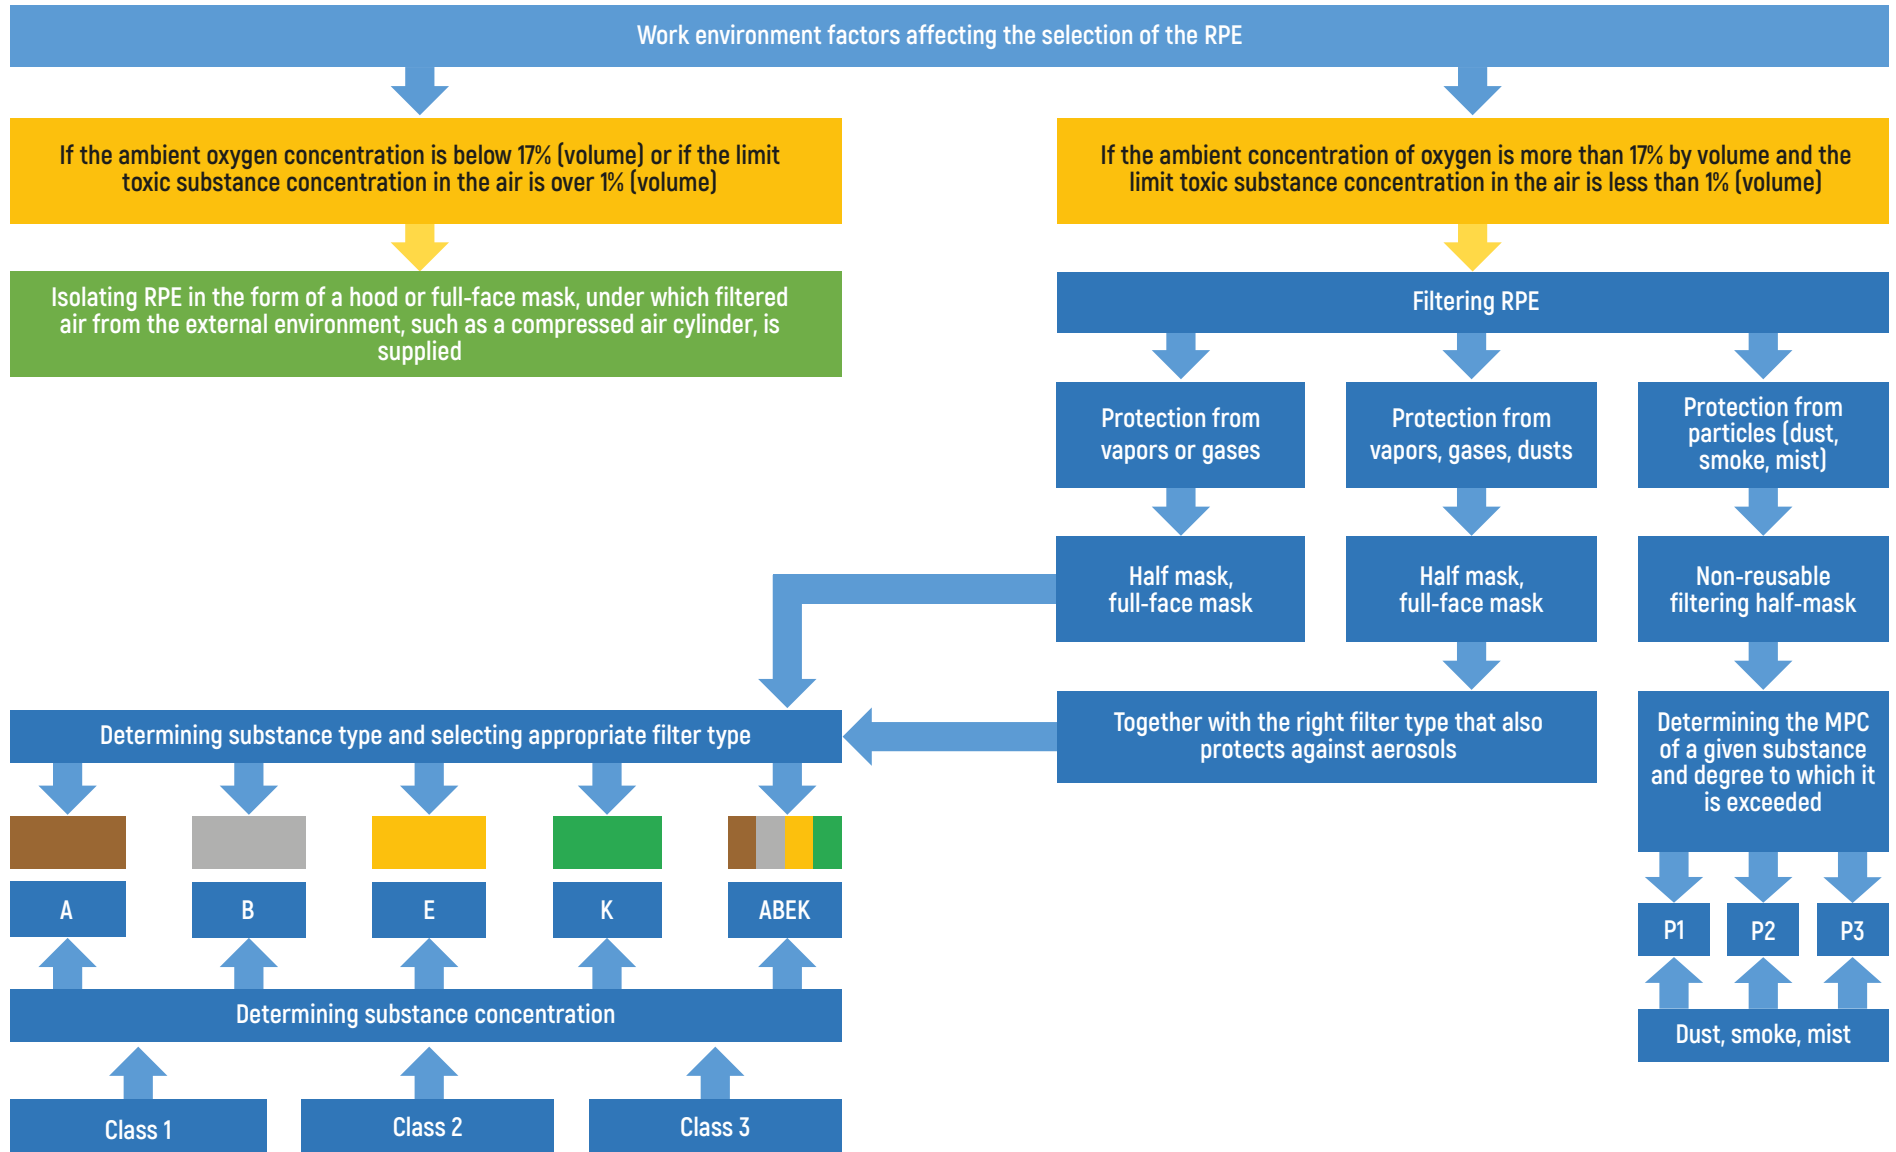 Work environment factors affecting the selection of the RPE
If the ambient oxygen concentration is below 17% (volume) or if the limit
toxic substance concentration in the air is over 1% (volume)
If the ambient concentration of oxygen is more than 17% by volume and the
limit toxic substance concentration in the air is less than 1% (volume)
Isolating RPE in the form of a hood or full-face mask, under which filtered
air from the external environment, such as a compressed air cylinder, is
supplied
Filtering RPE
Protection from
vapors or gases
Protection from
vapors, gases, dusts
Protection from
particles (dust,
smoke, mist)
Half mask,
full-face mask
Half mask,
full-face mask
Non-reusable
filtering half-mask
Determining substance type and selecting appropriate filter type
Together with the right filter type that also
protects against aerosols
Determining the MPC
of a given substance
and degree to which it
is exceeded
A
B
E
K
ABEK
P1
P2
P3
Determining substance concentration
Dust, smoke, mist
Class 1
Class 2
Class 3